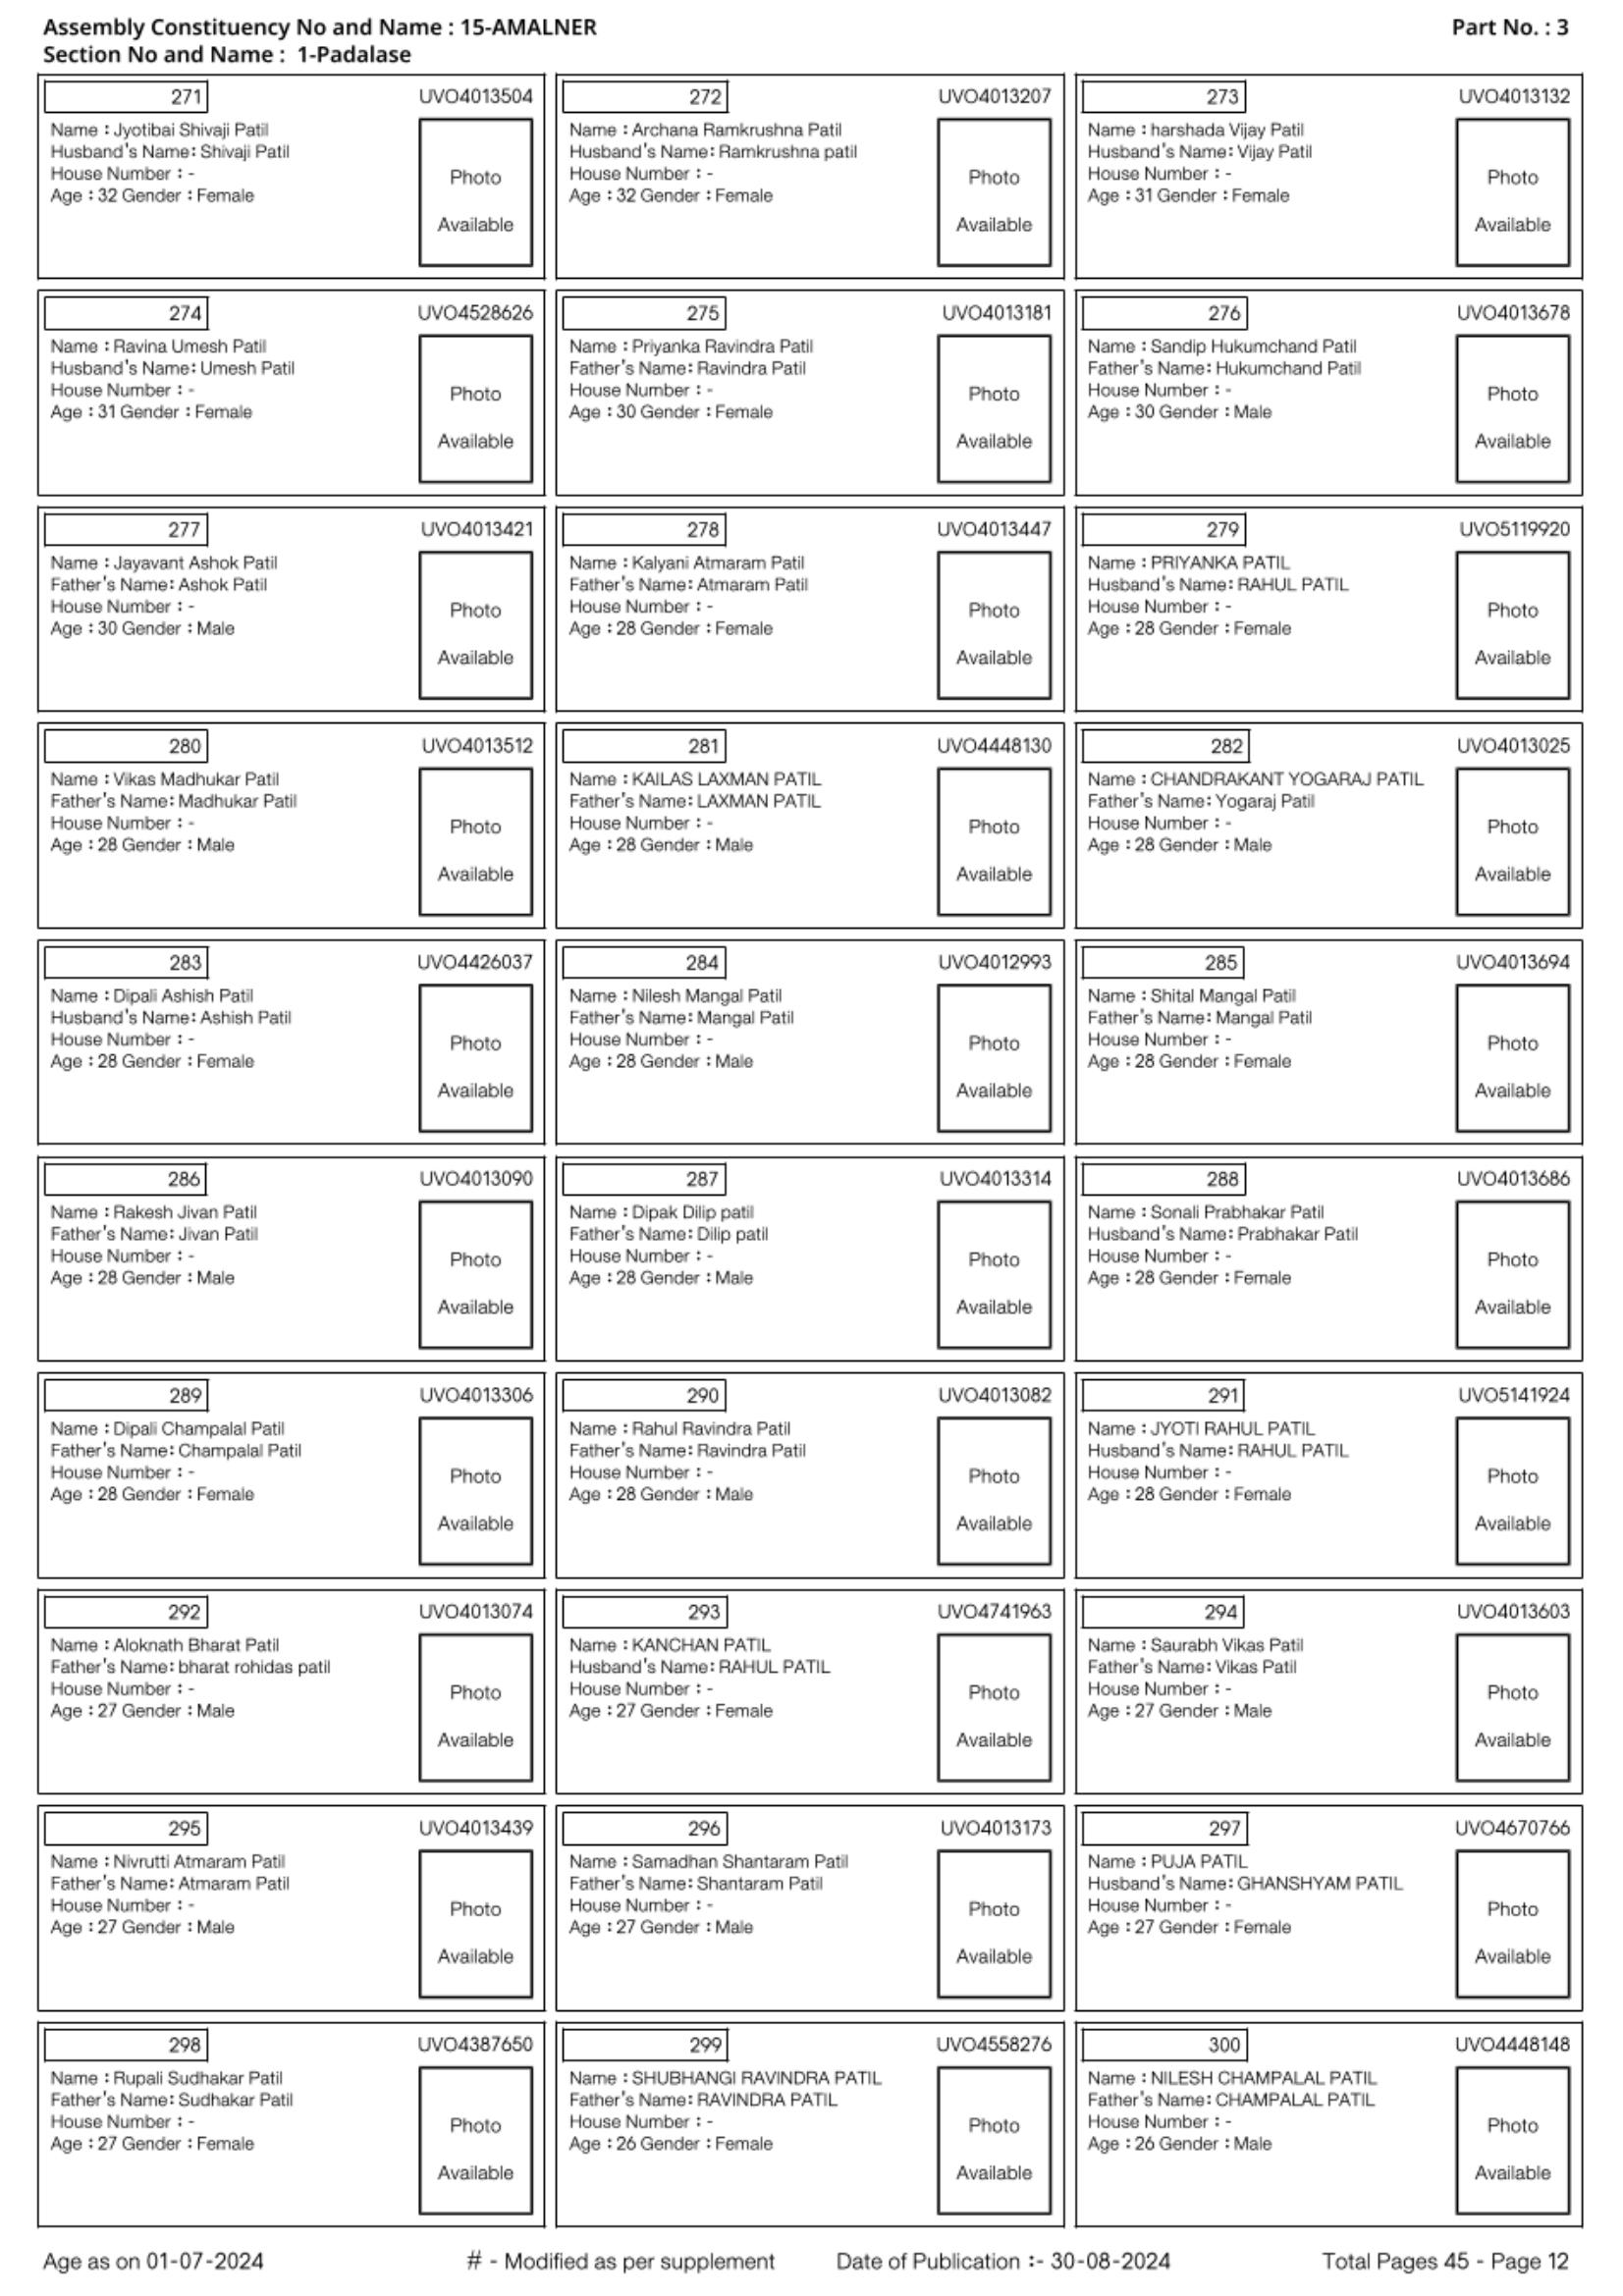 Assembly Constituency No and Name : 15-AMALNER
Part No. : 3
Section No and Name : 1-Padalase
271 UVO4013504
Name : Jyotibai Shivaji Patil
Husband's Name: Shivaji Patil
House Number : -
Age : 32 Gender : Female
Photo
Available
272 UVO4013207
Name : Archana Ramkrushna Patil
Husband's Name: Ramkrushna patil
House Number : -
Age : 32 Gender : Female
Photo
Available
273 UVO4013132
Name : harshada Vijay Patil
Husband's Name: Vijay Patil
House Number : -
Age : 31 Gender : Female
Photo
Available
274 UVO4528626
Name : Ravina Umesh Patil
Husband's Name: Umesh Patil
House Number : -
Age : 31 Gender : Female
Photo
Available
275 UVO4013181
Name : Priyanka Ravindra Patil
Father's Name: Ravindra Patil
House Number : -
Age : 30 Gender : Female
Photo
Available
276 UVO4013678
Name : Sandip Hukumchand Patil
Father's Name: Hukumchand Patil
House Number : -
Age : 30 Gender : Male
Photo
Available
277 UVO4013421
Name : Jayavant Ashok Patil
Father's Name: Ashok Patil
House Number : -
Age : 30 Gender : Male
Photo
Available
278 UVO4013447
Name : Kalyani Atmaram Patil
Father's Name: Atmaram Patil
House Number : -
Age : 28 Gender : Female
Photo
Available
279 UVO5119920
Name : PRIYANKA PATIL
Husband's Name: RAHUL PATIL
House Number : -
Age : 28 Gender : Female
Photo
Available
280 UVO4013512
Name : Vikas Madhukar Patil
Father's Name: Madhukar Patil
House Number : -
Age : 28 Gender : Male
Photo
Available
281 UVO4448130
Name : KAILAS LAXMAN PATIL
Father's Name: LAXMAN PATIL
House Number : -
Age : 28 Gender : Male
Photo
Available
282 UVO4013025
Name : CHANDRAKANT YOGARAJ PATIL
Father's Name: Yogaraj Patil
House Number : -
Age : 28 Gender : Male
Photo
Available
283 UVO4426037
Name : Dipali Ashish Patil
Husband's Name: Ashish Patil
House Number : -
Age : 28 Gender : Female
Photo
Available
284 UVO4012993
Name : Nilesh Mangal Patil
Father's Name: Mangal Patil
House Number : -
Age : 28 Gender : Male
Photo
Available
285 UVO4013694
Name : Shital Mangal Patil
Father's Name: Mangal Patil
House Number : -
Age : 28 Gender : Female
Photo
Available
286 UVO4013090
Name : Rakesh Jivan Patil
Father's Name: Jivan Patil
House Number : -
Age : 28 Gender : Male
Photo
Available
287 UVO4013314
Name : Dipak Dilip patil
Father's Name: Dilip patil
House Number : -
Age : 28 Gender : Male
Photo
Available
288 UVO4013686
Name : Sonali Prabhakar Patil
Husband's Name: Prabhakar Patil
House Number : -
Age : 28 Gender : Female
Photo
Available
289 UVO4013306
Name : Dipali Champalal Patil
Father's Name: Champalal Patil
House Number : -
Age : 28 Gender : Female
Photo
Available
290 UVO4013082
Name : Rahul Ravindra Patil
Father's Name: Ravindra Patil
House Number : -
Age : 28 Gender : Male
Photo
Available
291 UVO5141924
Name : JYOTI RAHUL PATIL
Husband's Name: RAHUL PATIL
House Number : -
Age : 28 Gender : Female
Photo
Available
292 UVO4013074
Name : Aloknath Bharat Patil
Father's Name: bharat rohidas patil
House Number : -
Age : 27 Gender : Male
Photo
Available
293 UVO4741963
Name : KANCHAN PATIL
Husband's Name: RAHUL PATIL
House Number : -
Age : 27 Gender : Female
Photo
Available
294 UVO4013603
Name : Saurabh Vikas Patil
Father's Name: Vikas Patil
House Number : -
Age : 27 Gender : Male
Photo
Available
295 UVO4013439
Name : Nivrutti Atmaram Patil
Father's Name: Atmaram Patil
House Number : -
Age : 27 Gender : Male
Photo
Available
296 UVO4013173
Name : Samadhan Shantaram Patil
Father's Name: Shantaram Patil
House Number : -
Age : 27 Gender : Male
Photo
Available
297 UVO4670766
Name : PUJA PATIL
Husband's Name: GHANSHYAM PATIL
House Number : -
Age : 27 Gender : Female
Photo
Available
298 UVO4387650
Name : Rupali Sudhakar Patil
Father's Name: Sudhakar Patil
House Number : -
Age : 27 Gender : Female
Photo
Available
299 UVO4558276
Name : SHUBHANGI RAVINDRA PATIL
Father's Name: RAVINDRA PATIL
House Number : -
Age : 26 Gender : Female
Photo
Available
300 UVO4448148
Name : NILESH CHAMPALAL PATIL
Father's Name: CHAMPALAL PATIL
House Number : -
Age : 26 Gender : Male
Photo
Available
Age as on 01-07-2024 # - Modified as per supplement Date of Publication :- 30-08-2024 Total Pages 45 - Page 12